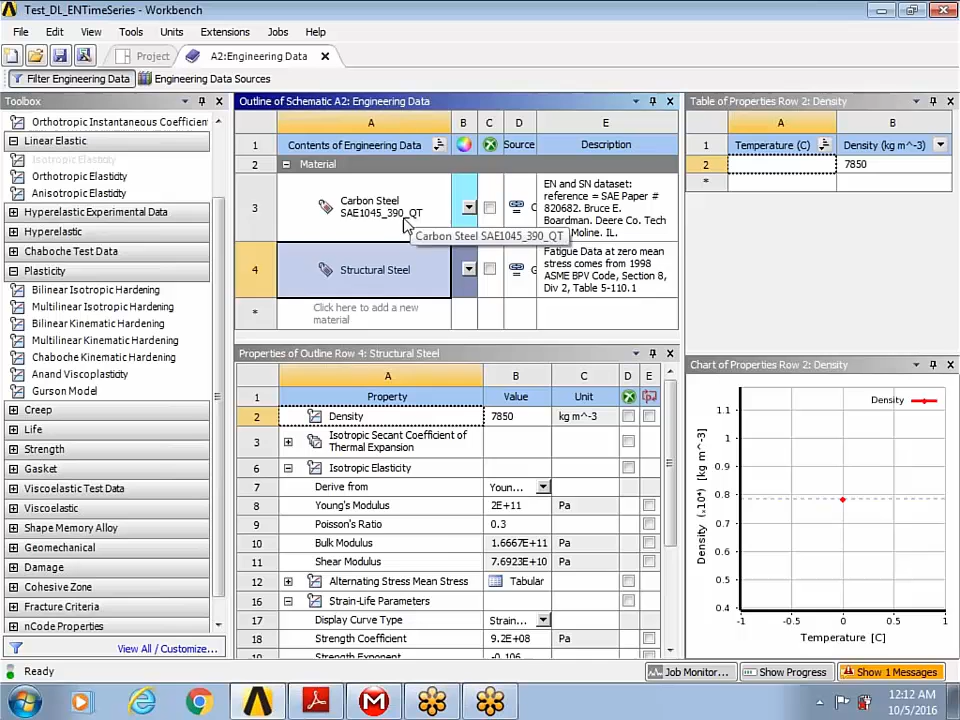 Test_DL_ENTimeSeries - Workbench
File Edit View Tools Units Extensions Jobs Help
Project
A2:Engineering Data
Filter Engineering Data
Engineering Data Sources
Toolbox
Orthotropic Instantaneous Coefficien
Linear Elastic
Isotropic Elasticity
Orthotropic Elasticity
Anisotropic Elasticity
Hyperelastic Experimental Data
Hyperelastic
Chaboche Test Data
Plasticity
Bilinear Isotropic Hardening
Multilinear Isotropic Hardening
Bilinear Kinematic Hardening
Multilinear Kinematic Hardening
Chaboche Kinematic Hardening
Anand Viscoplasticity
Gurson Model
Creep
Life
Strength
Gasket
Viscoelastic Test Data
Viscoelastic
Shape Memory Alloy
Geomechanical
Damage
Cohesive Zone
Fracture Criteria
nCode Properties
View All / Customize...
Outline of Schematic A2: Engineering Data
A B C D E
1 Contents of Engineering Data Source Description
2 Material
3 Carbon Steel
SAE1045_390_QT
EN and SN dataset:
reference = SAE Paper #
820682. Bruce E.
Boardman. Deere Co. Tech
Moline. IL.
Carbon Steel SAE1045_390_QT
4 Structural Steel
Fatigue Data at zero mean
stress comes from 1998
ASME BPV Code, Section 8,
Div 2, Table 5-110.1
* Click here to add a new
material
Properties of Outline Row 4: Structural Steel
A B C D E
1 Property Value Unit
2 Density 7850 kg m^-3
3 Isotropic Secant Coefficient of
Thermal Expansion
6 Isotropic Elasticity
7 Derive from Youn...
8 Young's Modulus 2E+11 Pa
9 Poisson's Ratio 0.3
10 Bulk Modulus 1.6667E+11 Pa
11 Shear Modulus 7.6923E+10 Pa
12 Alternating Stress Mean Stress Tabular
16 Strain-Life Parameters
17 Display Curve Type Strain...
18 Strength Coefficient 9.2E+08 Pa
19 Strength Exponent -0.106
Table of Properties Row 2: Density
A B
1 Temperature (C) Density (kg m^-3)
2 7850
*
Chart of Properties Row 2: Density
Density
1.1
1
0.9
0.8
0.7
0.6
0.5
0.4
Density (.10⁴) [kg m^-3]
-1 -0.5 0 0.5 1
Temperature [C]
Ready
Job Monitor...
Show Progress
Show 1 Messages
12:12 AM
10/5/2016